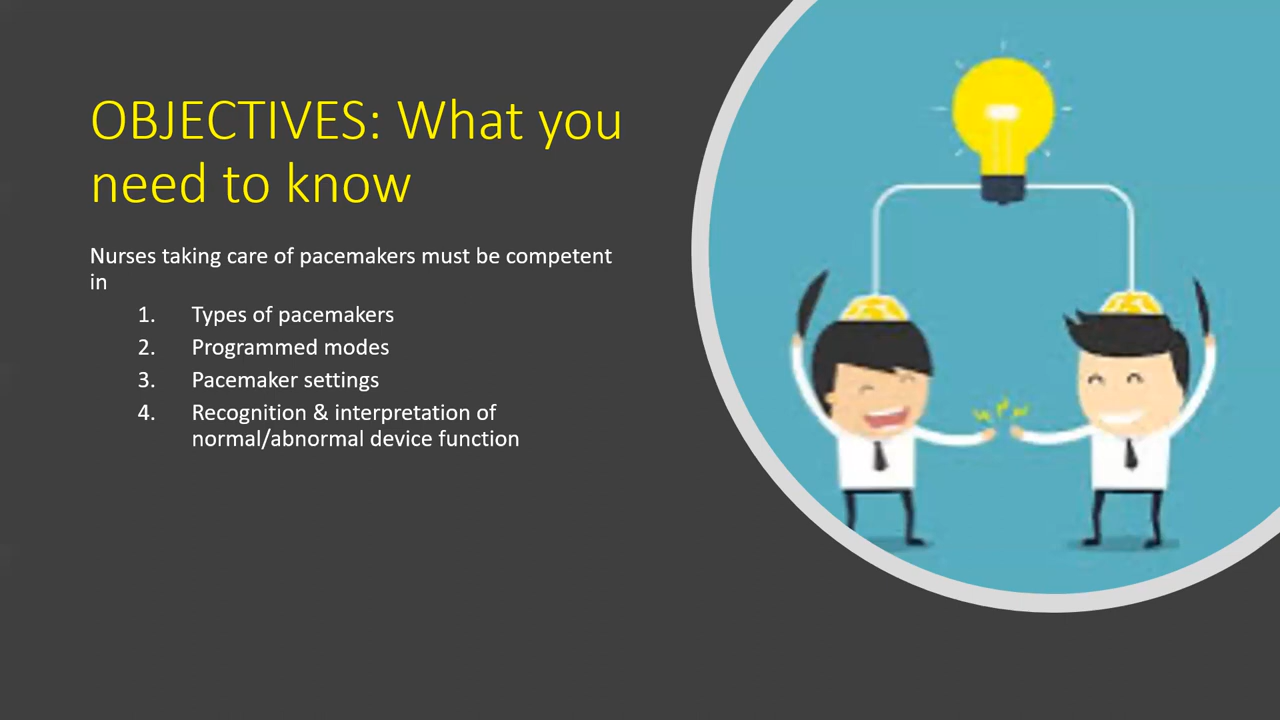 OBJECTIVES: What you
need to know
Nurses taking care of pacemakers must be competent
in
1. Types of pacemakers
2. Programmed modes
3. Pacemaker settings
4. Recognition & interpretation of
normal/abnormal device function